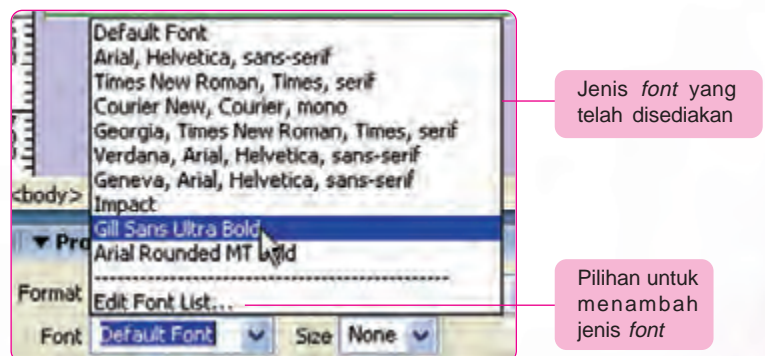 Default Font
Arial, Helvetica, sans-serif
Times New Roman, Times, serif
Courier New, Courier, mono
Georgia, Times New Roman, Times, serif
Verdana, Arial, Helvetica, sans-serif
Geneva, Arial, Helvetica, sans-serif
Impact
Gill Sans Ultra Bold
Arial Rounded MT Bold
Edit Font List...
<body>
Pro
Format
Font Default Font Size None
Jenis font yang
telah disediakan
Pilihan untuk
menambah
jenis font